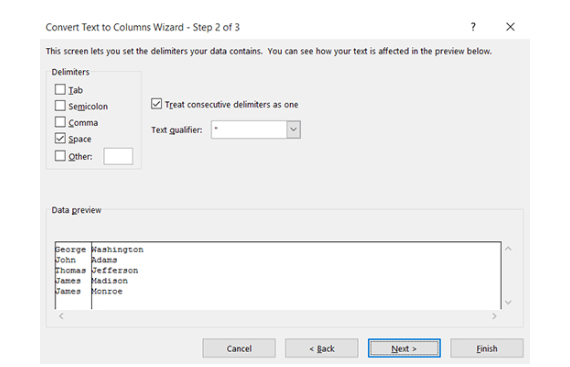 Convert Text to Columns Wizard - Step 2 of 3 ? ×
This screen lets you set the delimiters your data contains. You can see how your text is affected in the preview below.
Delimiters
Tab
Semicolon
Comma
Space
Other:
Treat consecutive delimiters as one
Text qualifier: "
Data preview
George Washington
John Adams
Thomas Jefferson
James Madison
James Monroe
Cancel < Back Next > Finish